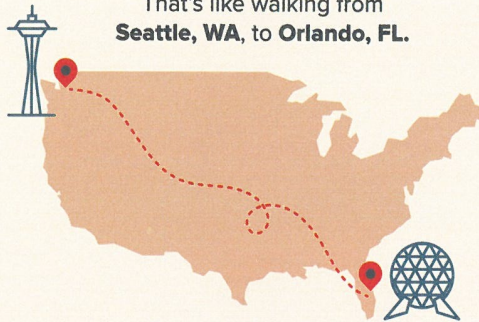 That's like walking from
Seattle, WA, to Orlando, FL.